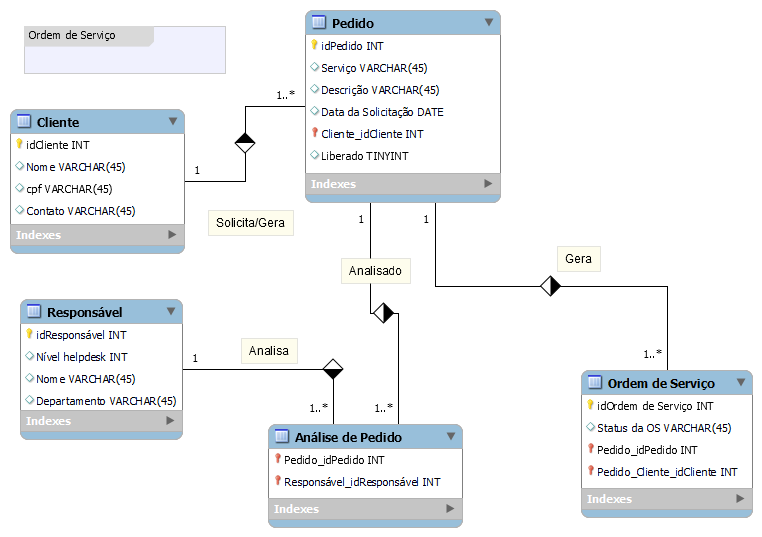 Ordem de Serviço
Pedido
idPedido INT
Serviço VARCHAR(45)
Descrição VARCHAR(45)
Data da Solicitação DATE
Cliente_idCliente INT
Liberado TINYINT
Indexes
Cliente
idCliente INT
Nome VARCHAR(45)
cpf VARCHAR(45)
Contato VARCHAR(45)
Indexes
1
1..*
Solicita/Gera
1
1
Analisado
Gera
Responsável
idResponsável INT
Nível helpdesk INT
Nome VARCHAR(45)
Departamento VARCHAR(45)
Indexes
1
Analisa
1..*
1..*
1..*
Análise de Pedido
Pedido_idPedido INT
Responsável_idResponsável INT
Indexes
Ordem de Serviço
idOrdem de Serviço INT
Status da OS VARCHAR(45)
Pedido_idPedido INT
Pedido_Cliente_idCliente INT
Indexes